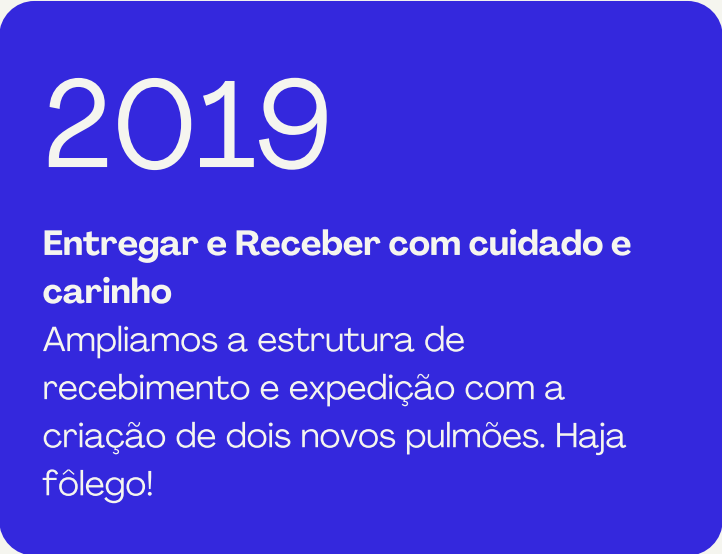 2019
Entregar e Receber com cuidado e
carinho
Ampliamos a estrutura de
recebimento e expedição com a
criação de dois novos pulmões. Haja
fôlego!